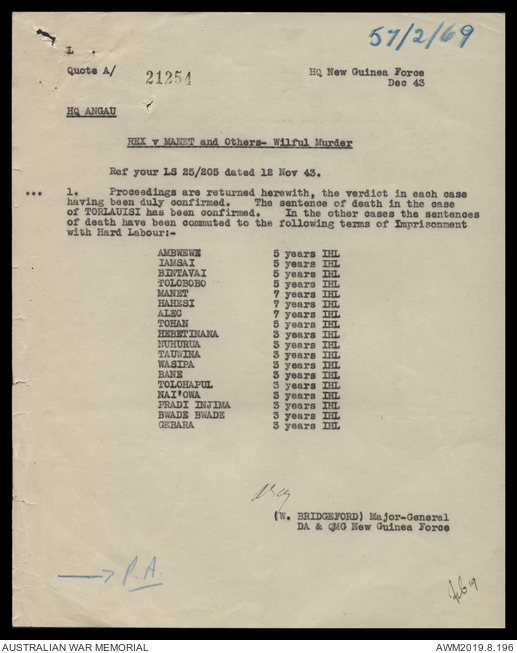 57/2/69
L
Quote A/ 21254
HQ New Guinea Force
Dec 43
HQ ANGAU
REX v MANET and Others- Wilful Murder
Ref your LS 25/205 dated 12 Nov 43.
*** 1. Proceedings are returned herewith, the verdict in each case
having been duly confirmed. The sentence of death in the case
of TORLAUISI has been confirmed. In the other cases the sentences
of death have been commuted to the following terms of Imprisonment
with Hard Labour:-
AMBWEWE 5 years IHL
IAMSAI 5 years IHL
BINTAVAI 5 years IHL
TOLOBOBO 5 years IHL
MANET 7 years IHL
HAHESI 7 years IHL
ALEC 7 years IHL
TOHAN 5 years IHL
HEBETINANA 3 years IHL
NUHURUA 3 years IHL
TAUWINA 3 years IHL
WASIPA 3 years IHL
BANE 3 years IHL
TOLOHAPUL 3 years IHL
NAI'OWA 3 years IHL
PRADI INJIMA 3 years IHL
BWADE BWADE 3 years IHL
GEBARA 3 years IHL
(W. BRIDGEFORD) Major-General
DA & QMG New Guinea Force
P.A.
AUSTRALIAN WAR MEMORIAL
AWM2019.8.196